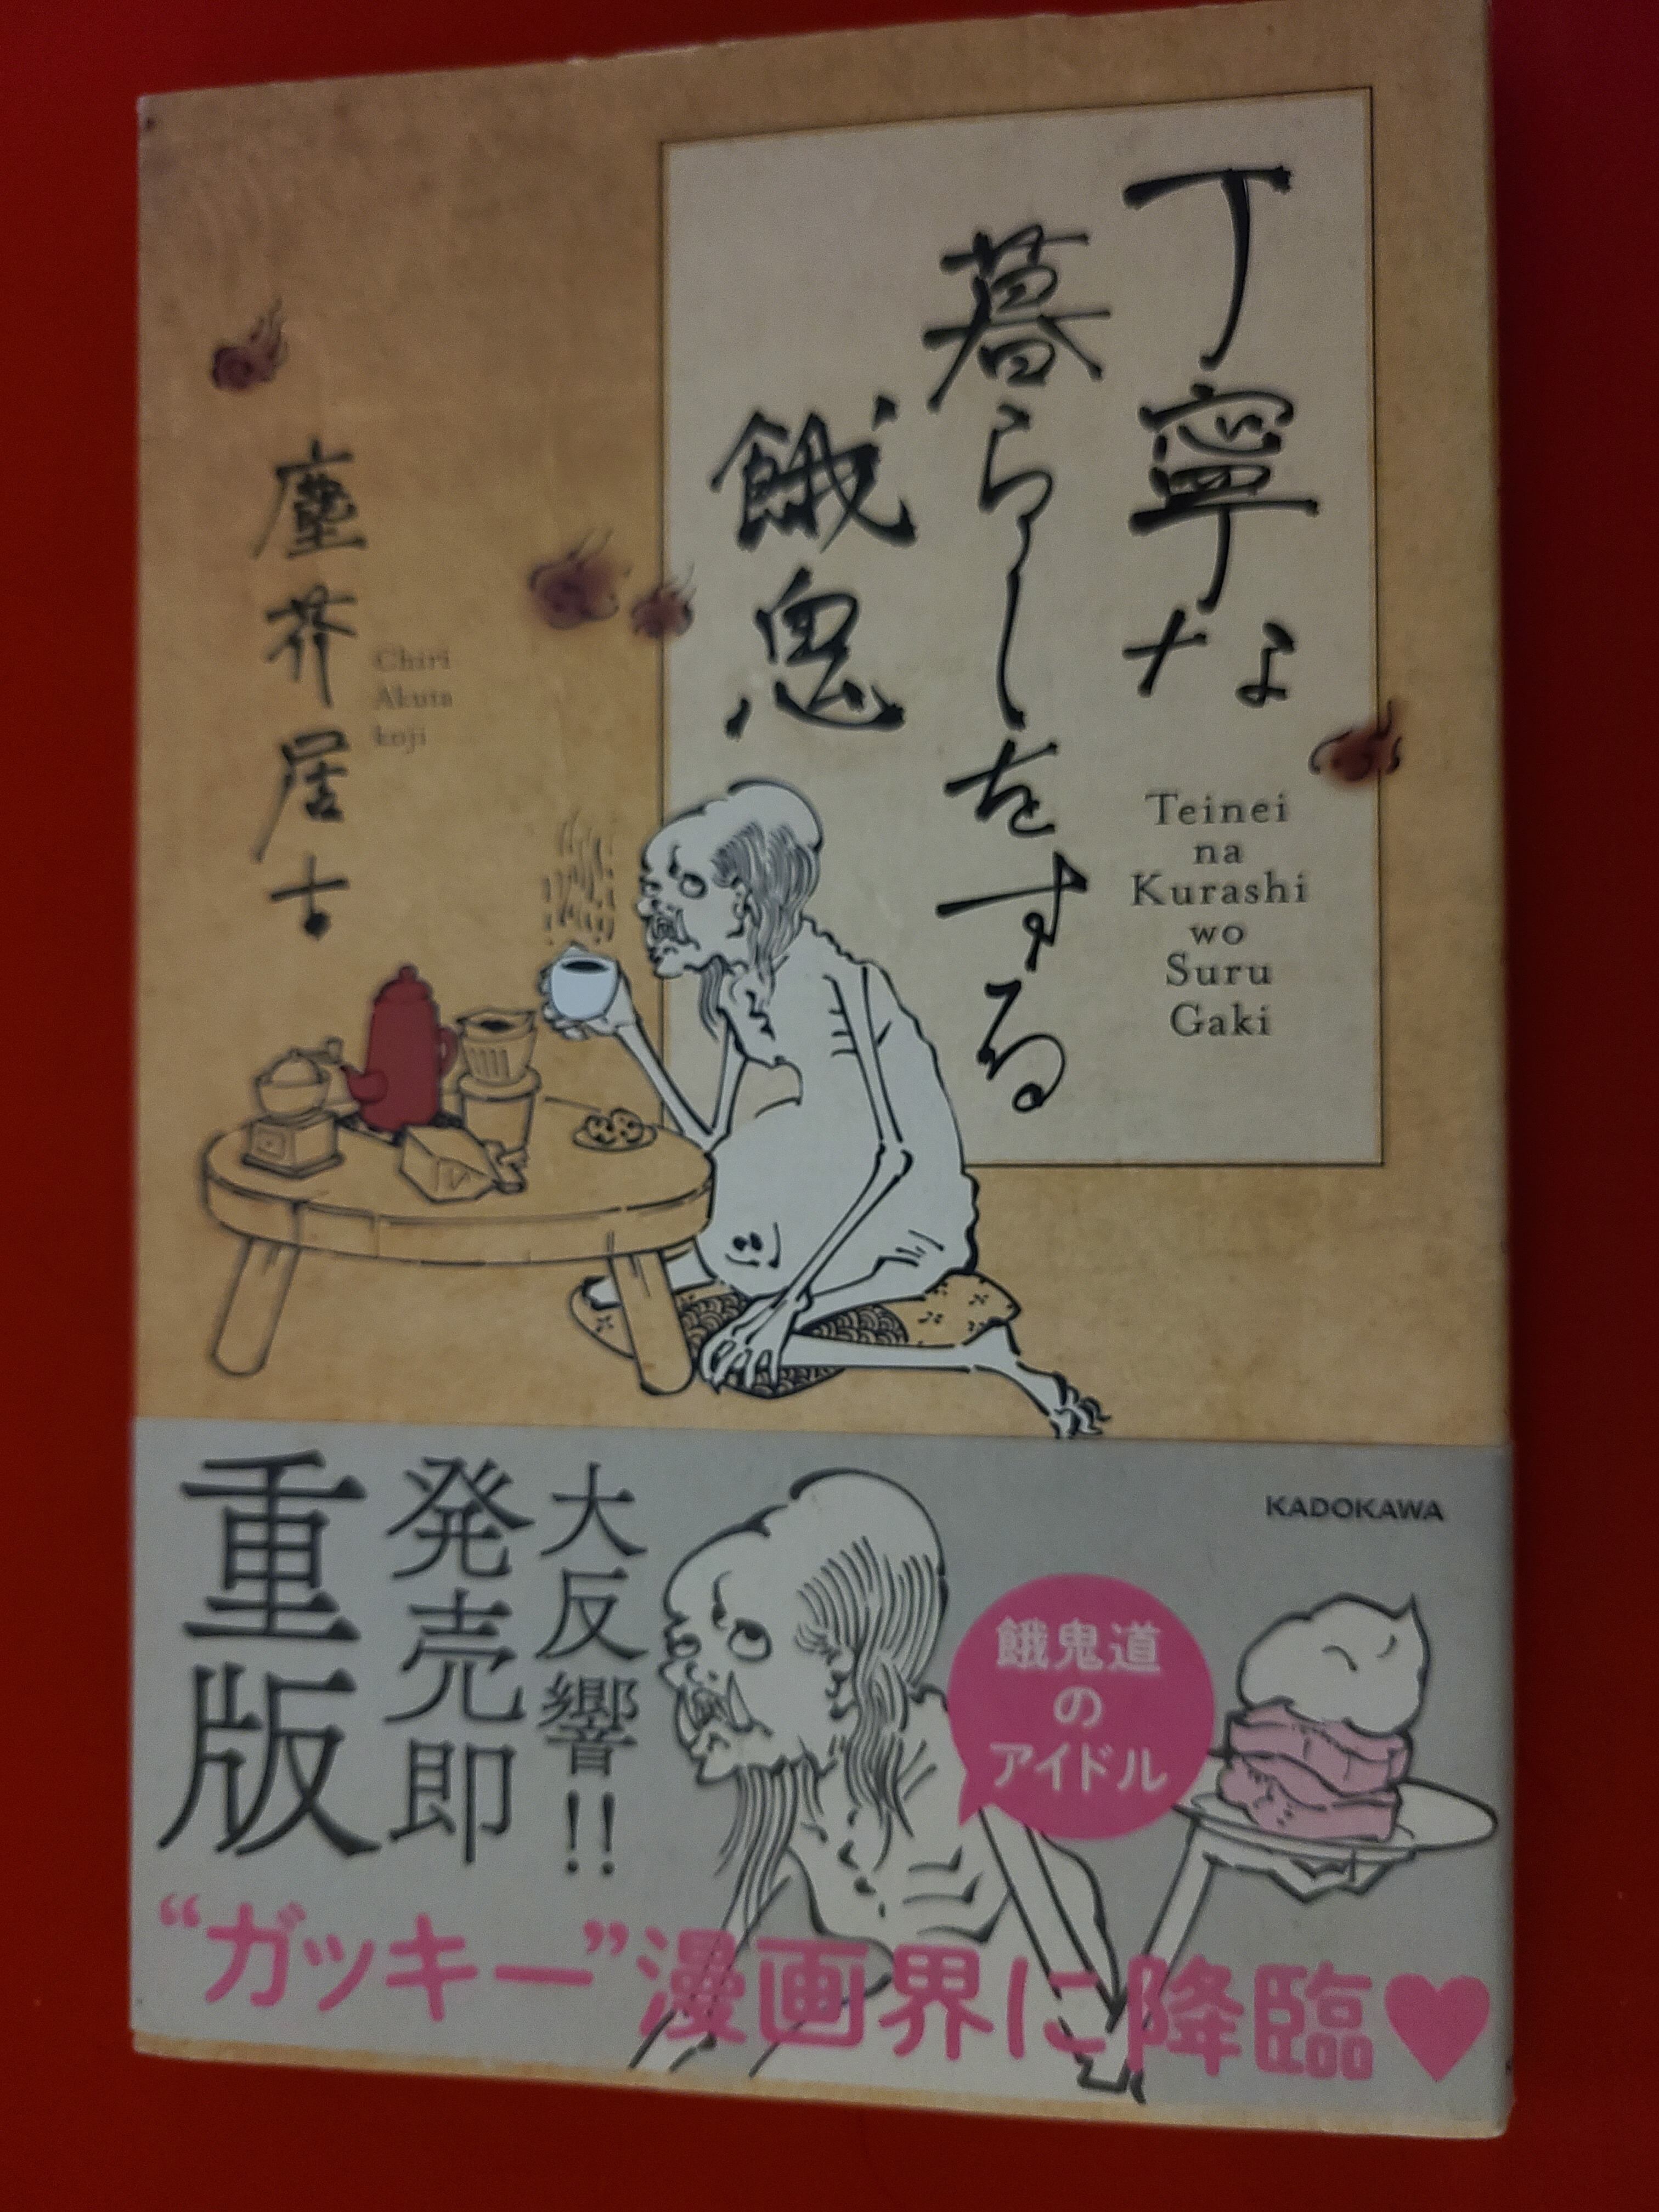 丁寧な
暮らしをする
餓鬼
Teinei
na
Kurashi
wo
Suru
Gaki
塵芥居士
Chiri
Akuta
koji
KADOKAWA
餓鬼道
の
アイドル
大反響!!
発売即
重版
“ガッキー”漫画界に降臨♥